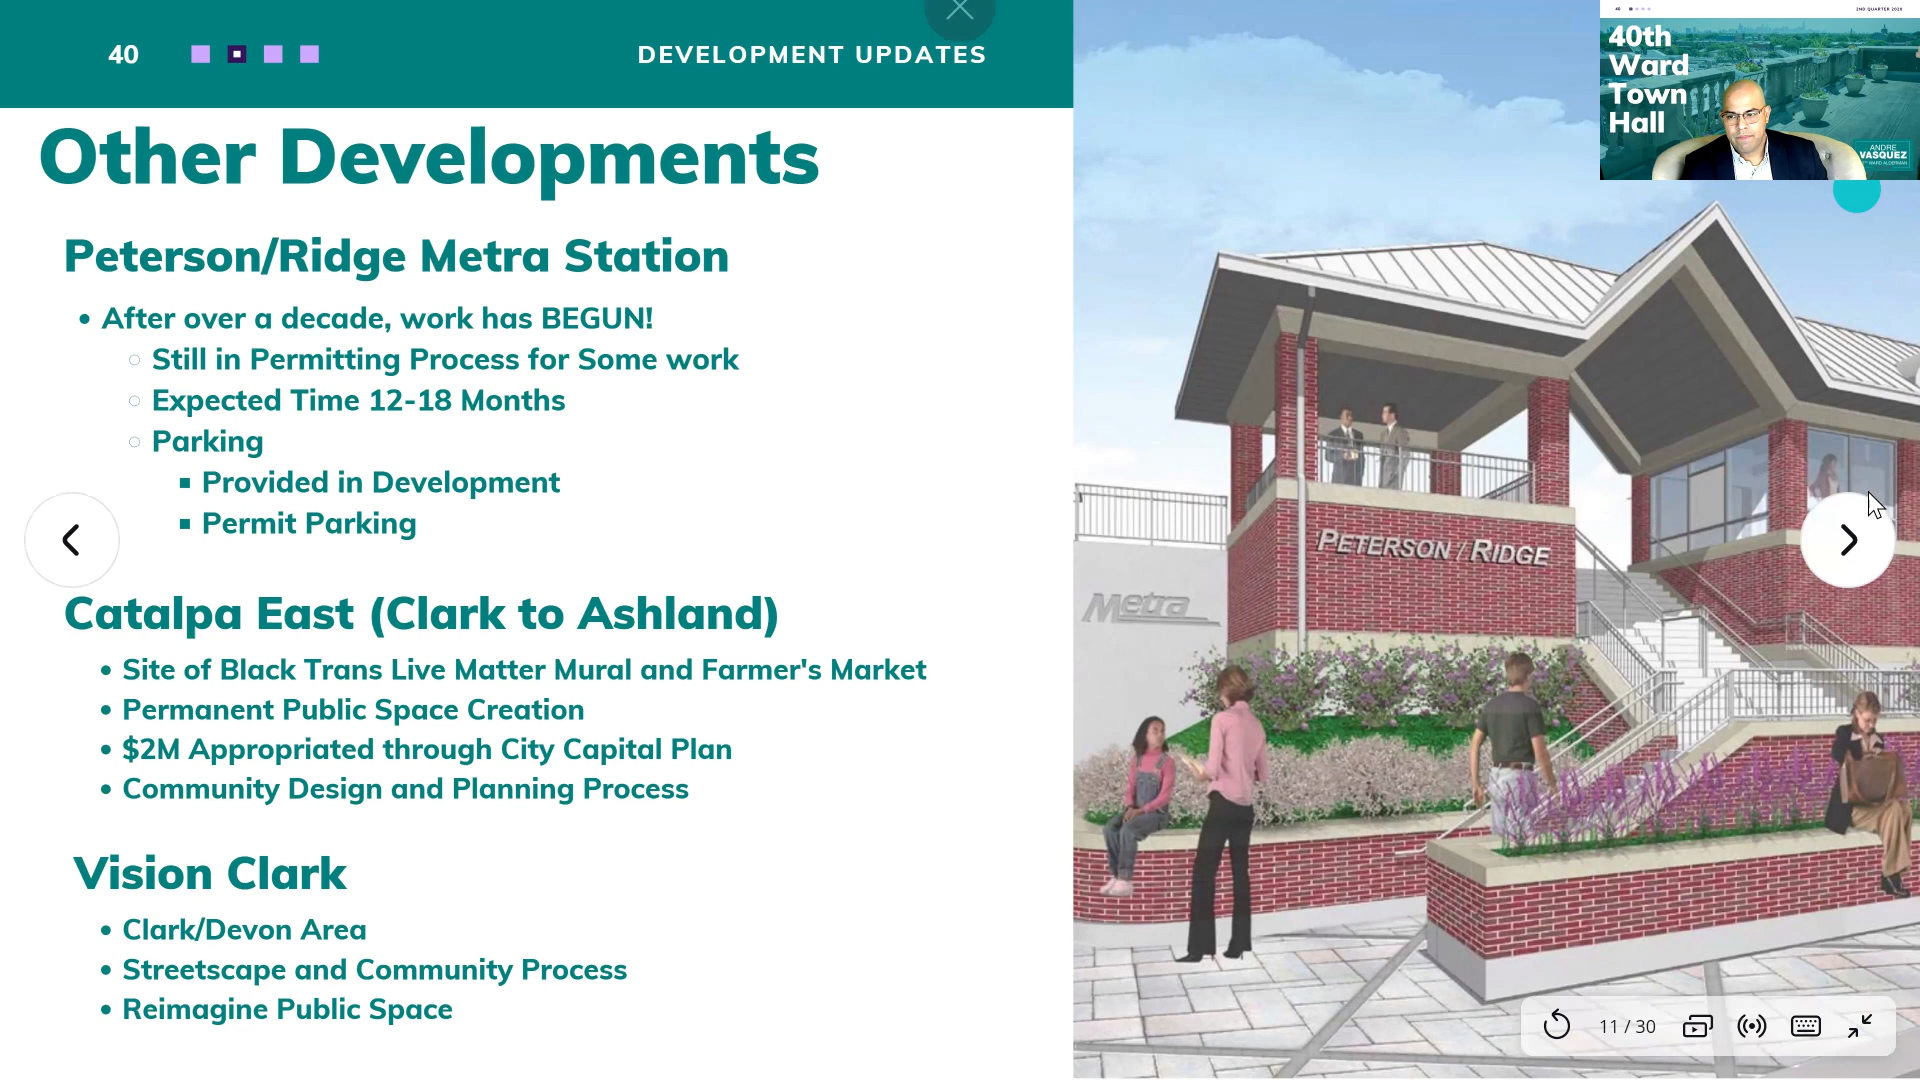 40
DEVELOPMENT UPDATES
Other Developments
Peterson/Ridge Metra Station
After over a decade, work has BEGUN!
Still in Permitting Process for Some work
Expected Time 12-18 Months
Parking
Provided in Development
Permit Parking
Catalpa East (Clark to Ashland)
Site of Black Trans Live Matter Mural and Farmer's Market
Permanent Public Space Creation
$2M Appropriated through City Capital Plan
Community Design and Planning Process
Vision Clark
Clark/Devon Area
Streetscape and Community Process
Reimagine Public Space
40
40th
Ward
Town
Hall
ANDRE
VASQUEZ
PETERSON / RIDGE
Metra
11 / 30